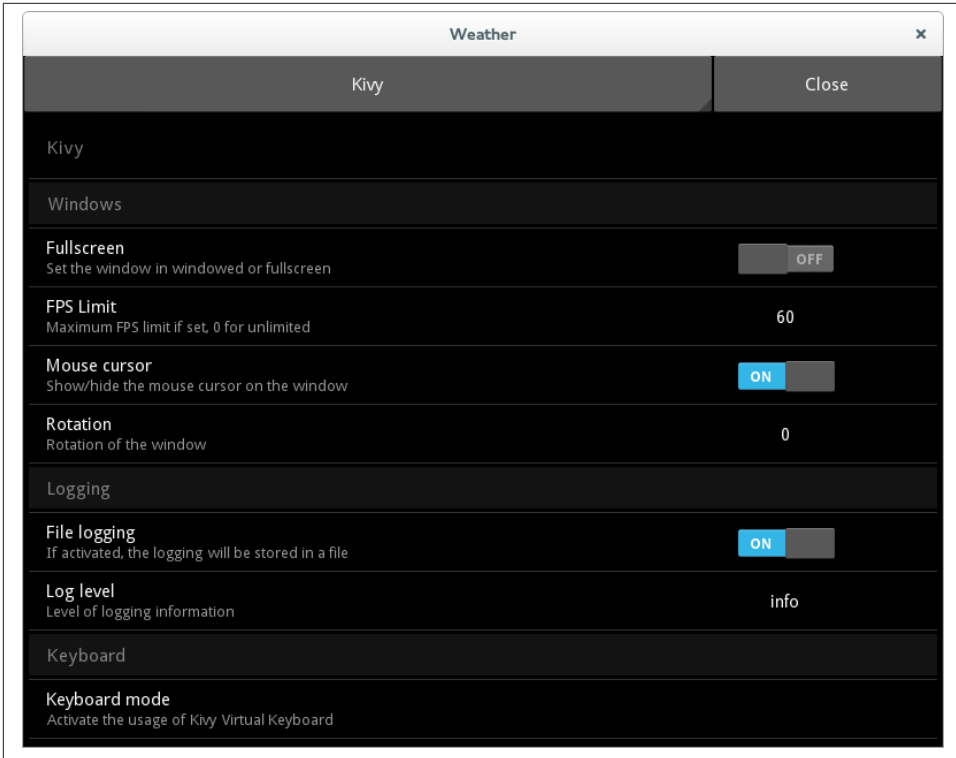 Weather ×
Kivy Close
Kivy
Windows
Fullscreen
Set the window in windowed or fullscreen
OFF
FPS Limit
Maximum FPS limit if set, 0 for unlimited
60
Mouse cursor
Show/hide the mouse cursor on the window
ON
Rotation
Rotation of the window
0
Logging
File logging
If activated, the logging will be stored in a file
ON
Log level
Level of logging information
info
Keyboard
Keyboard mode
Activate the usage of Kivy Virtual Keyboard